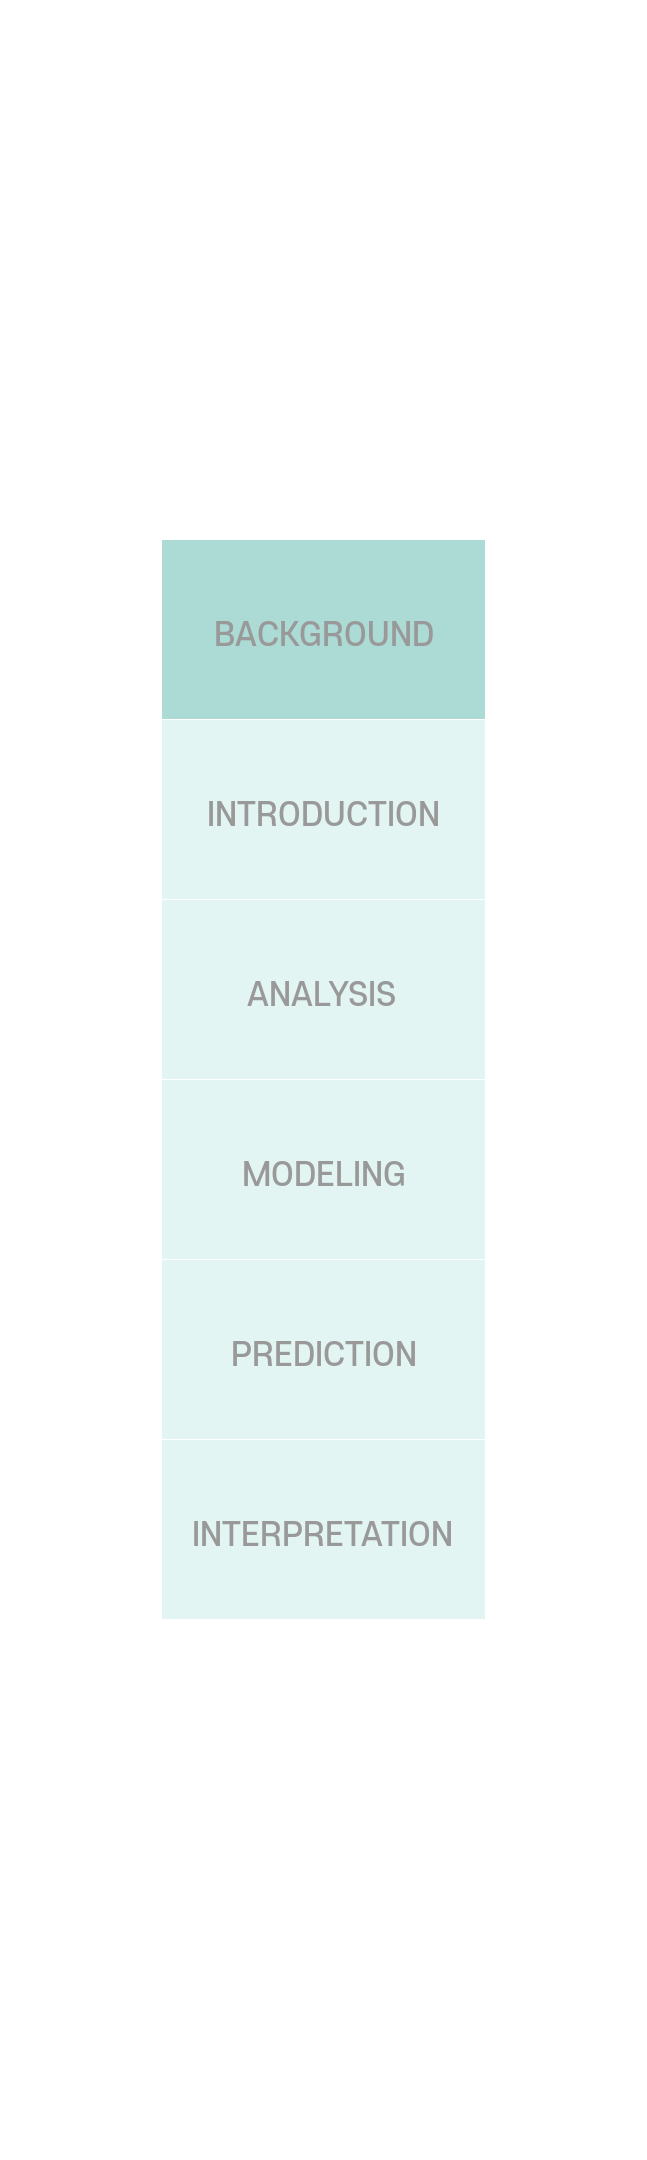 BACKGROUND
INTRODUCTION
ANALYSIS
MODELING
PREDICTION
INTERPRETATION